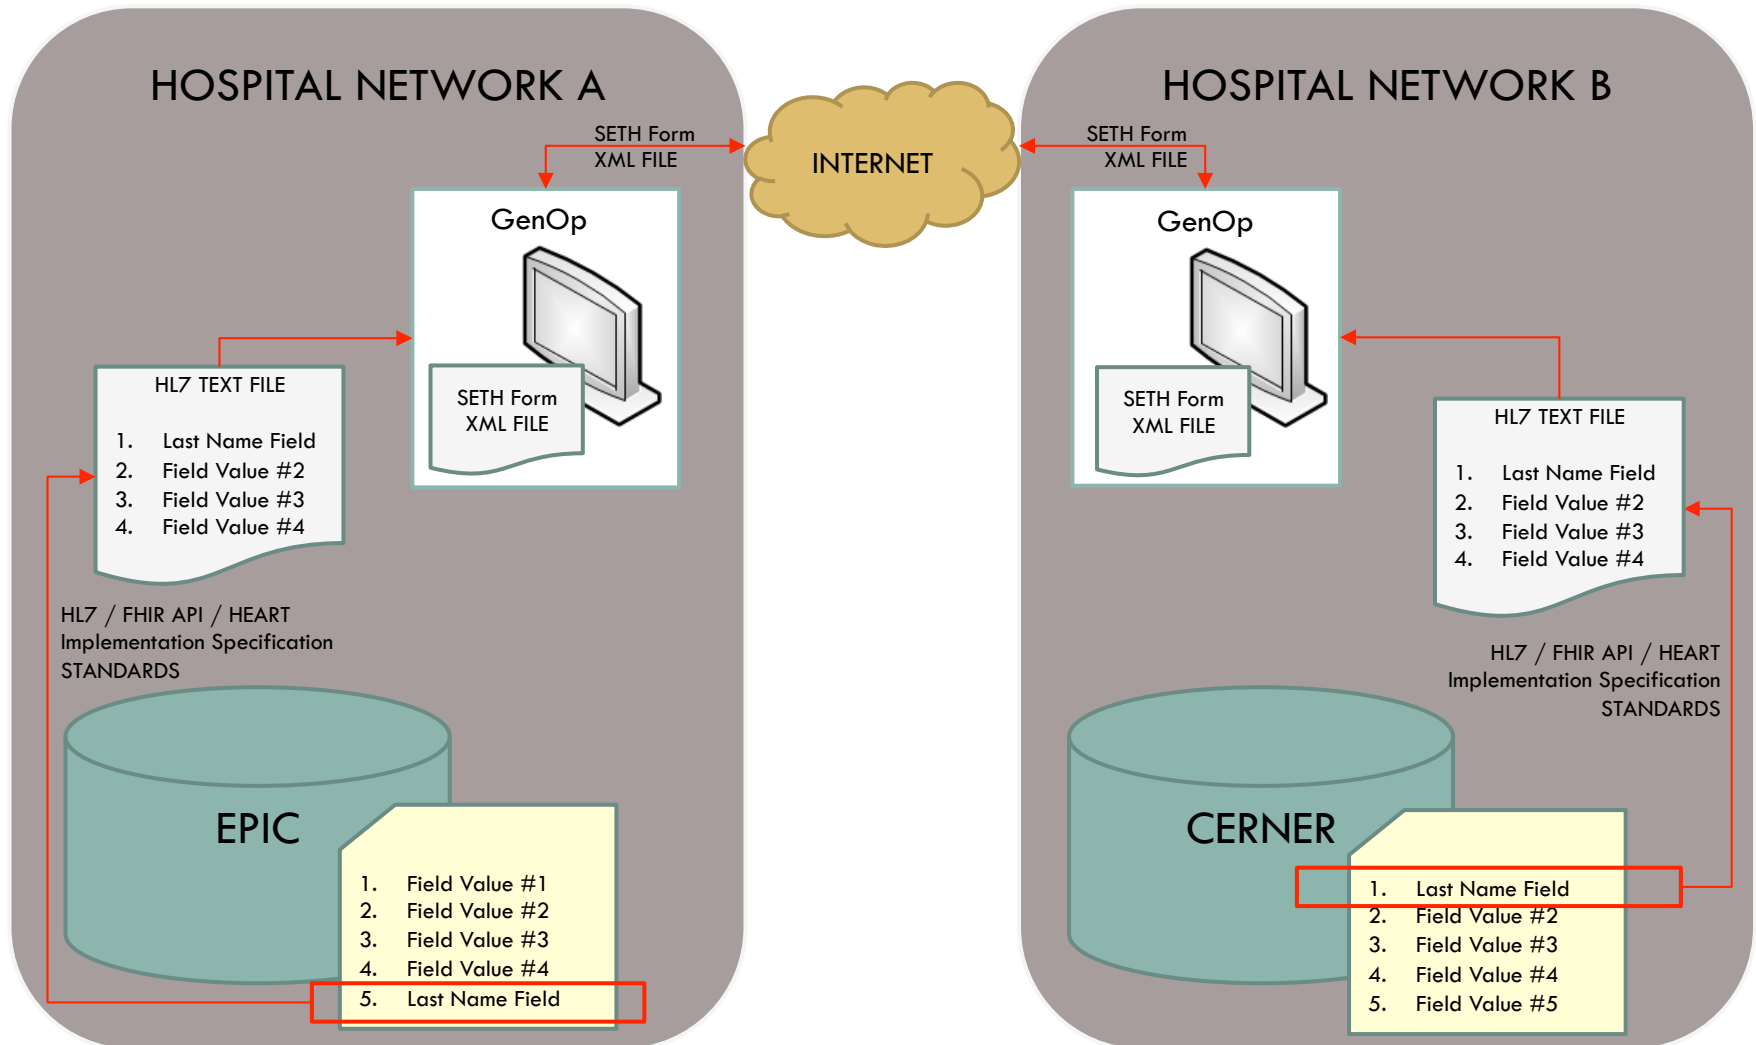 HOSPITAL NETWORK A
SETH Form
XML FILE
GenOp
SETH Form
XML FILE
HL7 TEXT FILE
1. Last Name Field
2. Field Value #2
3. Field Value #3
4. Field Value #4
HL7 / FHIR API / HEART
Implementation Specification
STANDARDS
EPIC
1. Field Value #1
2. Field Value #2
3. Field Value #3
4. Field Value #4
5. Last Name Field
INTERNET
HOSPITAL NETWORK B
SETH Form
XML FILE
GenOp
SETH Form
XML FILE
HL7 TEXT FILE
1. Last Name Field
2. Field Value #2
3. Field Value #3
4. Field Value #4
HL7 / FHIR API / HEART
Implementation Specification
STANDARDS
CERNER
1. Last Name Field
2. Field Value #2
3. Field Value #3
4. Field Value #4
5. Field Value #5